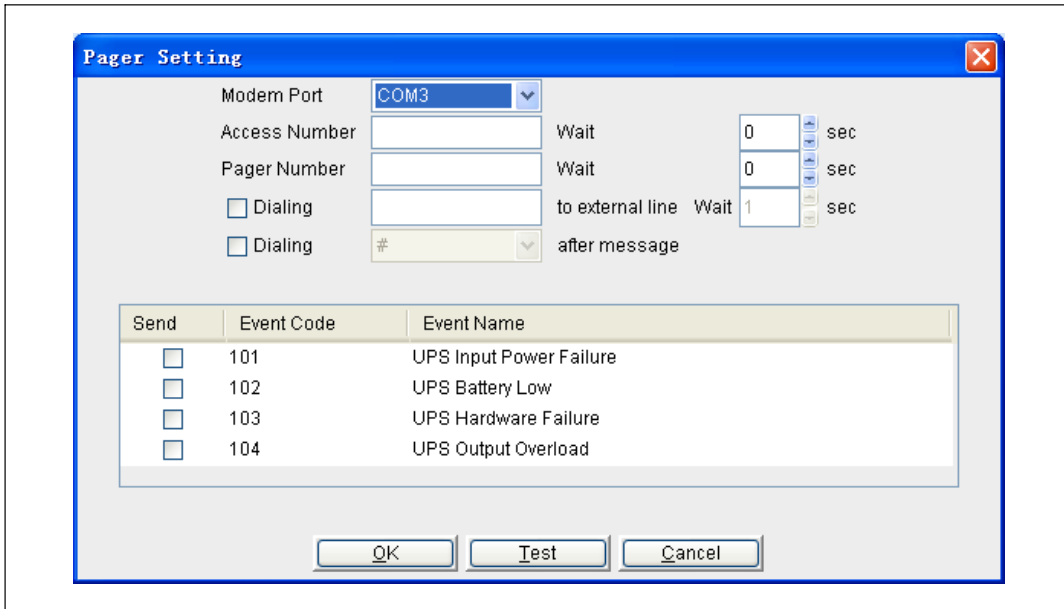 Pager Setting
Modem Port COM3
Access Number Wait 0 sec
Pager Number Wait 0 sec
Dialing to external line Wait 1 sec
Dialing # after message
Send Event Code Event Name
101 UPS Input Power Failure
102 UPS Battery Low
103 UPS Hardware Failure
104 UPS Output Overload
OK Test Cancel